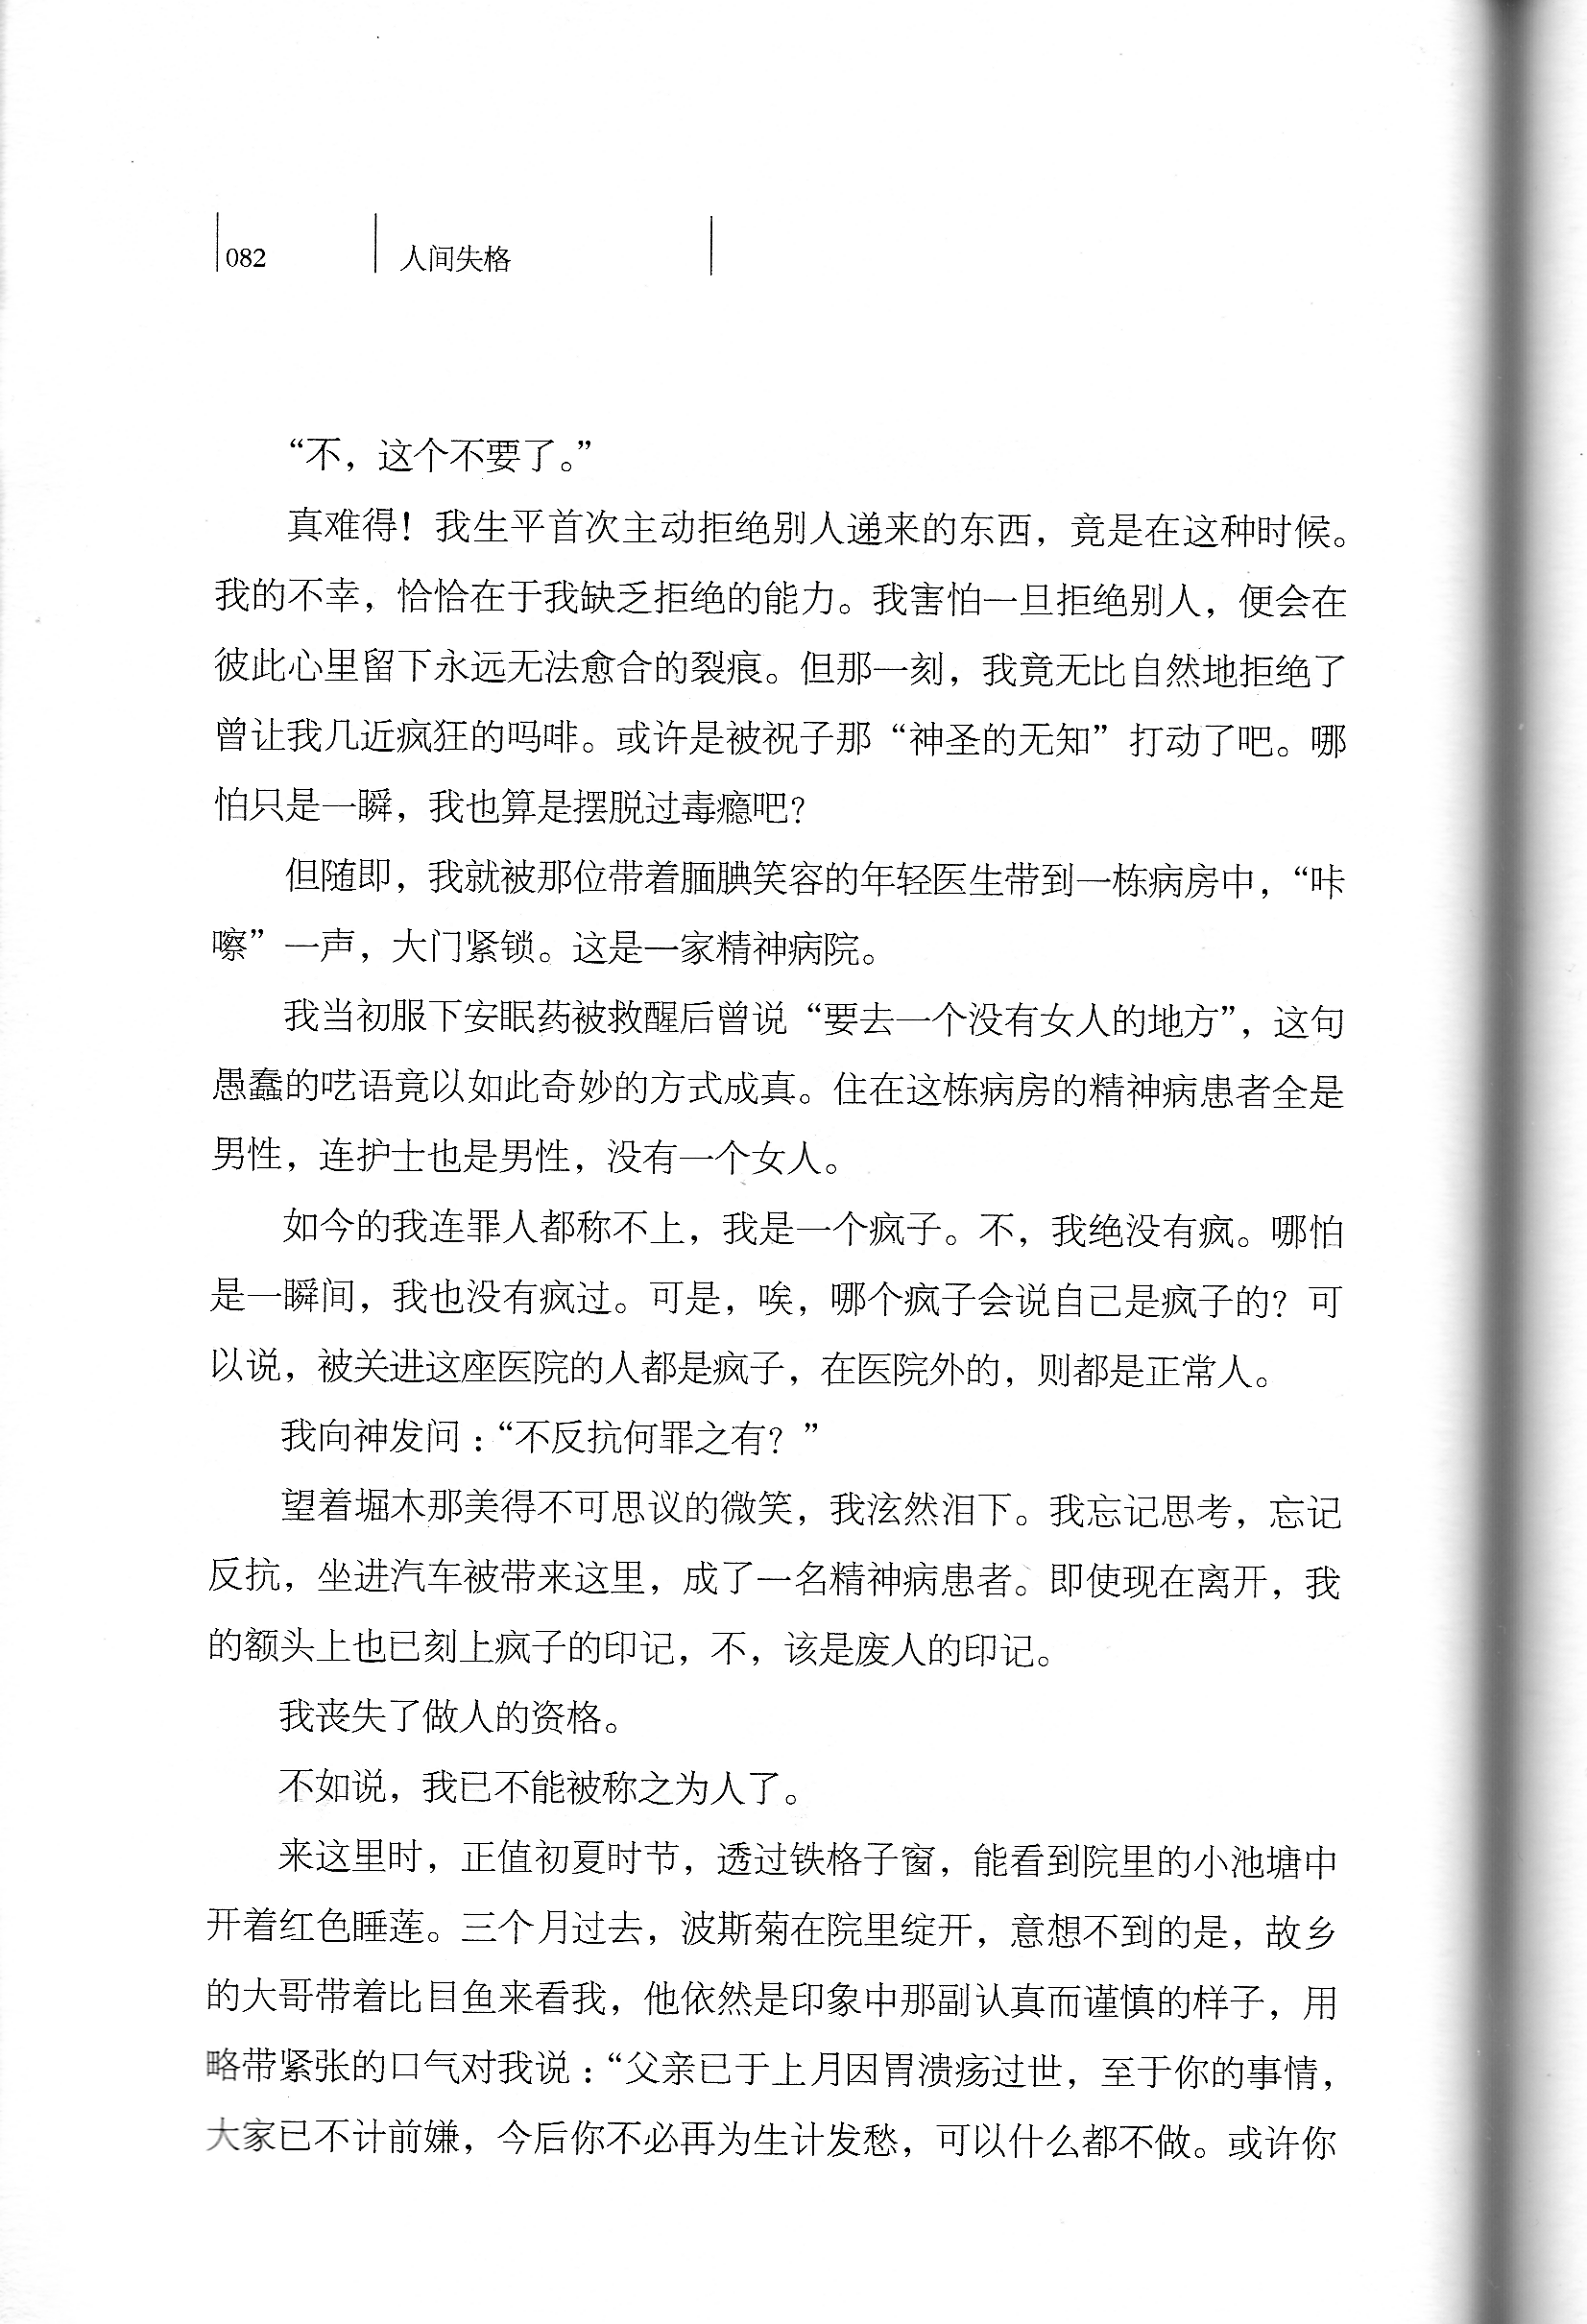 082 人间失格
“不，这个不要了。”
真难得！我生平首次主动拒绝别人递来的东西，竟是在这种时候。
我的不幸，恰恰在于我缺乏拒绝的能力。我害怕一旦拒绝别人，便会在
彼此心里留下永远无法愈合的裂痕。但那一刻，我竟无比自然地拒绝了
曾让我几近疯狂的吗啡。或许是被祝子那“神圣的无知”打动了吧。哪
怕只是一瞬，我也算是摆脱过毒瘾吧？
但随即，我就被那位带着腼腆笑容的年轻医生带到一栋病房中，“咔
嚓”一声，大门紧锁。这是一家精神病院。
我当初服下安眠药被救醒后曾说“要去一个没有女人的地方”，这句
愚蠢的呓语竟以如此奇妙的方式成真。住在这栋病房的精神病患者全是
男性，连护士也是男性，没有一个女人。
如今的我连罪人都称不上，我是一个疯子。不，我绝没有疯。哪怕
是一瞬间，我也没有疯过。可是，唉，哪个疯子会说自己是疯子的？可
以说，被关进这座医院的人都是疯子，在医院外的，则都是正常人。
我向神发问：“不反抗何罪之有？”
望着堀木那美得不可思议的微笑，我泫然泪下。我忘记思考，忘记
反抗，坐进汽车被带来这里，成了一名精神病患者。即使现在离开，我
的额头上也已刻上疯子的印记，不，该是废人的印记。
我丧失了做人的资格。
不如说，我已不能被称之为人了。
来这里时，正值初夏时节，透过铁格子窗，能看到院里的小池塘中
开着红色睡莲。三个月过去，波斯菊在院里绽开，意想不到的是，故乡
的大哥带着比目鱼来看我，他依然是印象中那副认真而谨慎的样子，用
略带紧张的口气对我说：“父亲已于上月因胃溃疡过世，至于你的事情，
大家已不计前嫌，今后你不必再为生计发愁，可以什么都不做。或许你